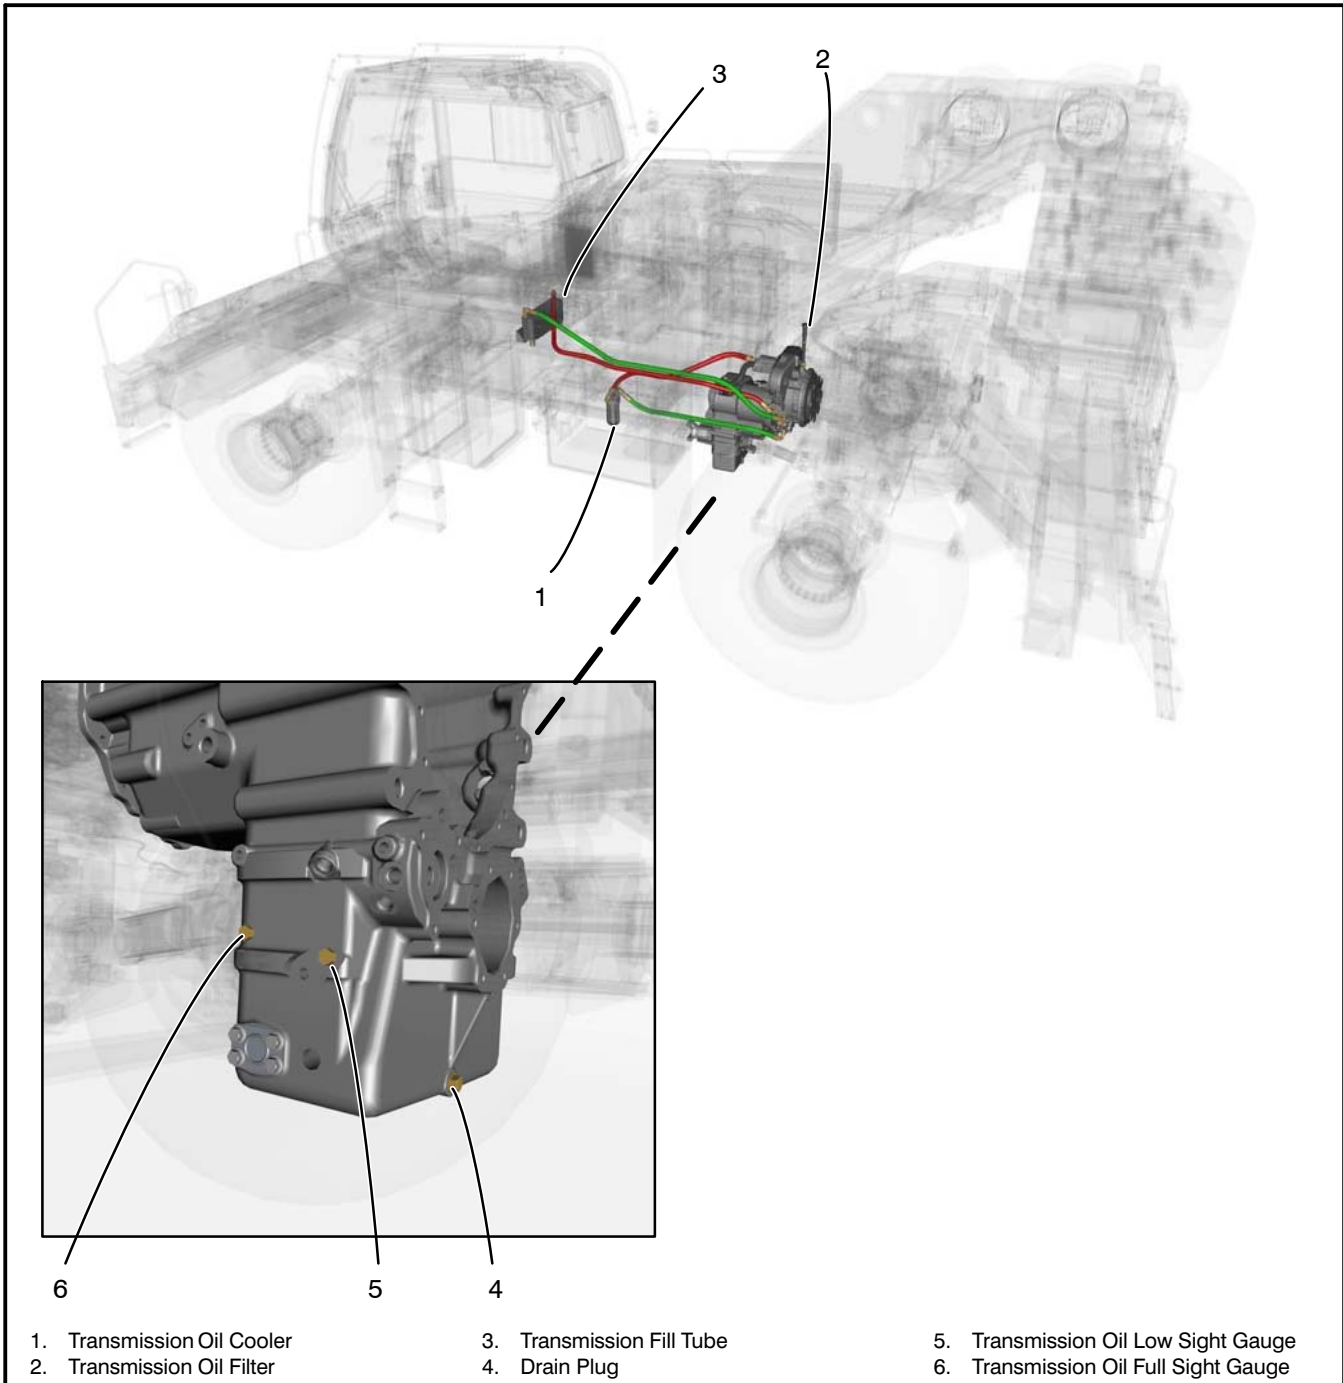 3
2
1
6
5
4
1. Transmission Oil Cooler
2. Transmission Oil Filter
3. Transmission Fill Tube
4. Drain Plug
5. Transmission Oil Low Sight Gauge
6. Transmission Oil Full Sight Gauge